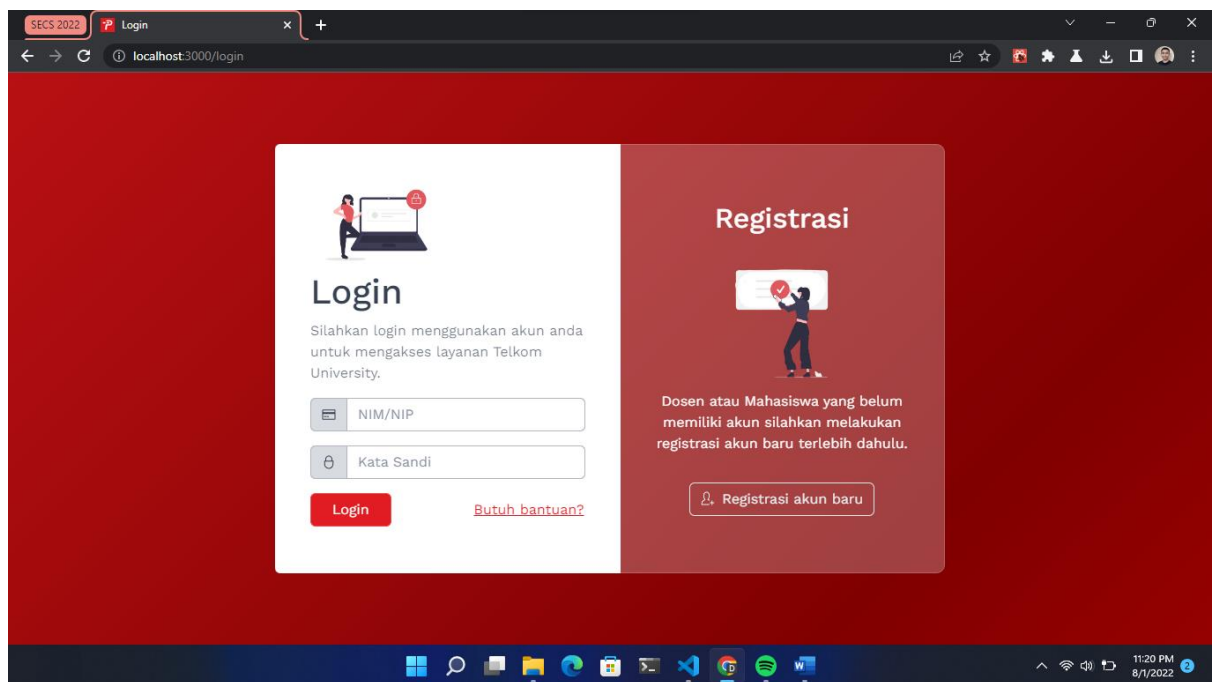 SECS 2022
Login
localhost:3000/login
Login
Silahkan login menggunakan akun anda
untuk mengakses layanan Telkom
University.
NIM/NIP
Kata Sandi
Login
Butuh bantuan?
Registrasi
Dosen atau Mahasiswa yang belum
memiliki akun silahkan melakukan
registrasi akun baru terlebih dahulu.
Registrasi akun baru
11:20 PM
8/1/2022
2